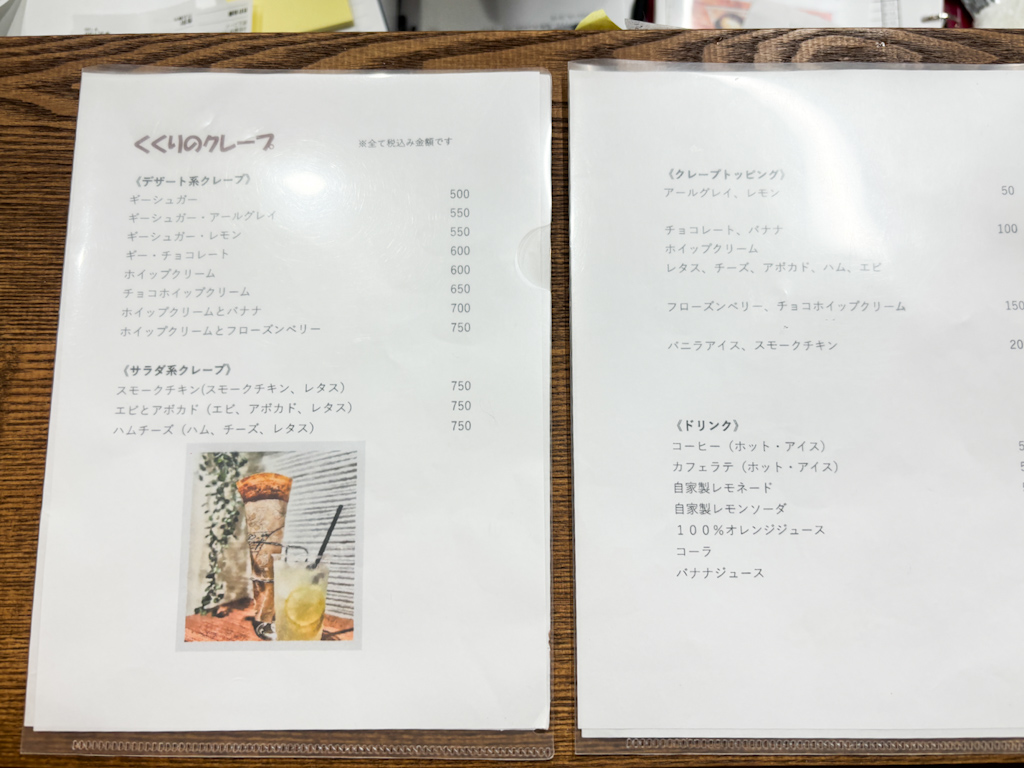 くくりのクレープ ※全て税込み金額です
《デザート系クレープ》
ギーシュガー 500
ギーシュガー・アールグレイ 550
ギーシュガー・レモン 550
ギー・チョコレート 600
ホイップクリーム 600
チョコホイップクリーム 650
ホイップクリームとバナナ 700
ホイップクリームとフローズンベリー 750
《サラダ系クレープ》
スモークチキン(スモークチキン、レタス) 750
エビとアボカド（エビ、アボカド、レタス） 750
ハムチーズ（ハム、チーズ、レタス） 750
《クレープトッピング》
アールグレイ、レモン 50
チョコレート、バナナ 100
ホイップクリーム
レタス、チーズ、アボカド、ハム、エビ
フローズンベリー、チョコホイップクリーム 150
バニラアイス、スモークチキン 20
《ドリンク》
コーヒー（ホット・アイス）
カフェラテ（ホット・アイス）
自家製レモネード
自家製レモンソーダ
１００％オレンジジュース
コーラ
バナナジュース